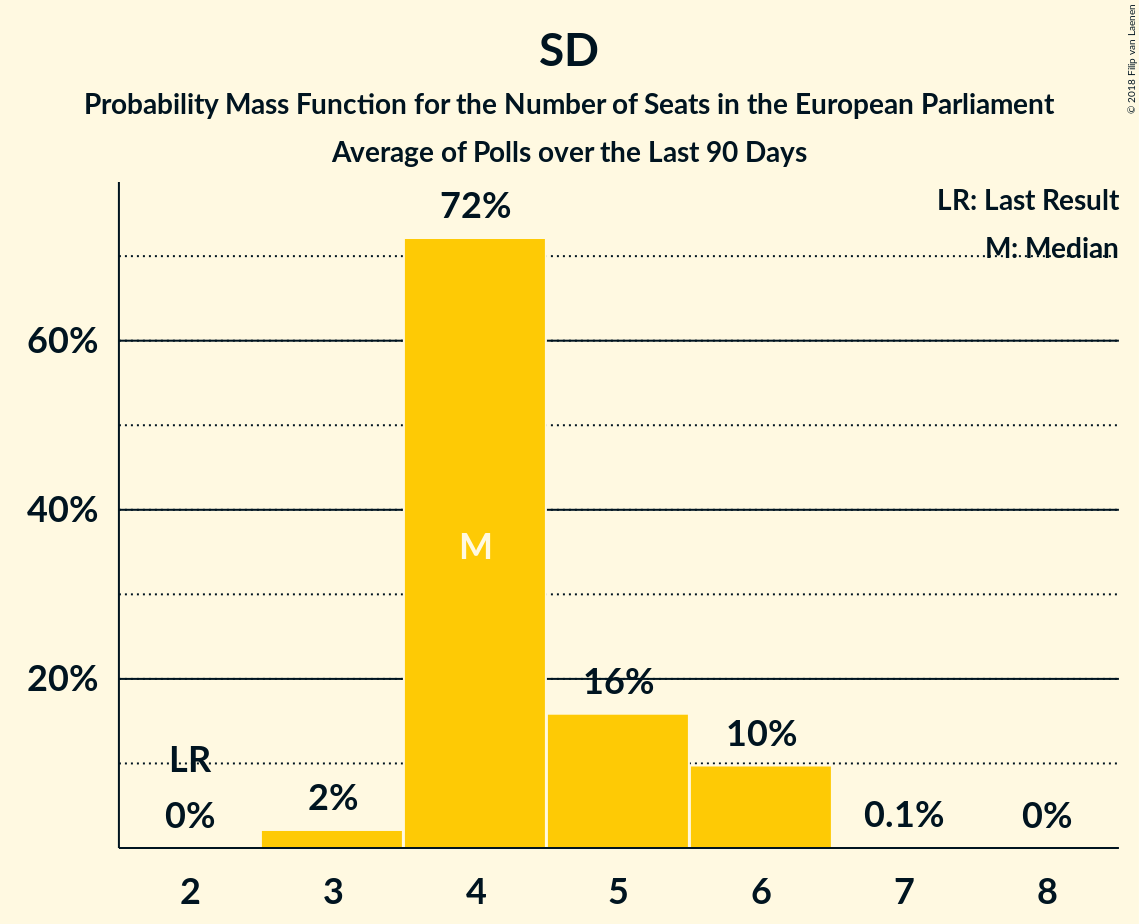 SD
Probability Mass Function for the Number of Seats in the European Parliament
Average of Polls over the Last 90 Days
© 2018 Filip van Laenen
LR: Last Result
M: Median
72%
60%
40%
M
20%
16%
10%
LR
2%
0%
0.1%
0%
2 3 4 5 6 7 8